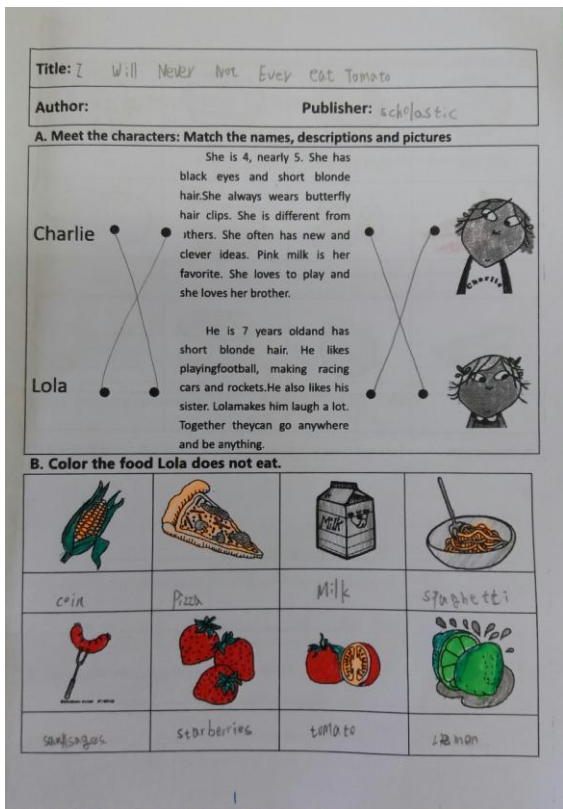 Title: I Will Never Not Ever eat Tomato
Author: Publisher: scholastic
A. Meet the characters: Match the names, descriptions and pictures
She is 4, nearly 5. She has
black eyes and short blonde
hair.She always wears butterfly
hair clips. She is different from
others. She often has new and
clever ideas. Pink milk is her
favorite. She loves to play and
she loves her brother.
Charlie
Charlie
He is 7 years oldand has
short blonde hair. He likes
playingfootball, making racing
cars and rockets.He also likes his
sister. Lolamakes him laugh a lot.
Together theycan go anywhere
and be anything.
Lola
B. Color the food Lola does not eat.
Milk
coin Pizza Milk spaghetti
starberries tomato
1